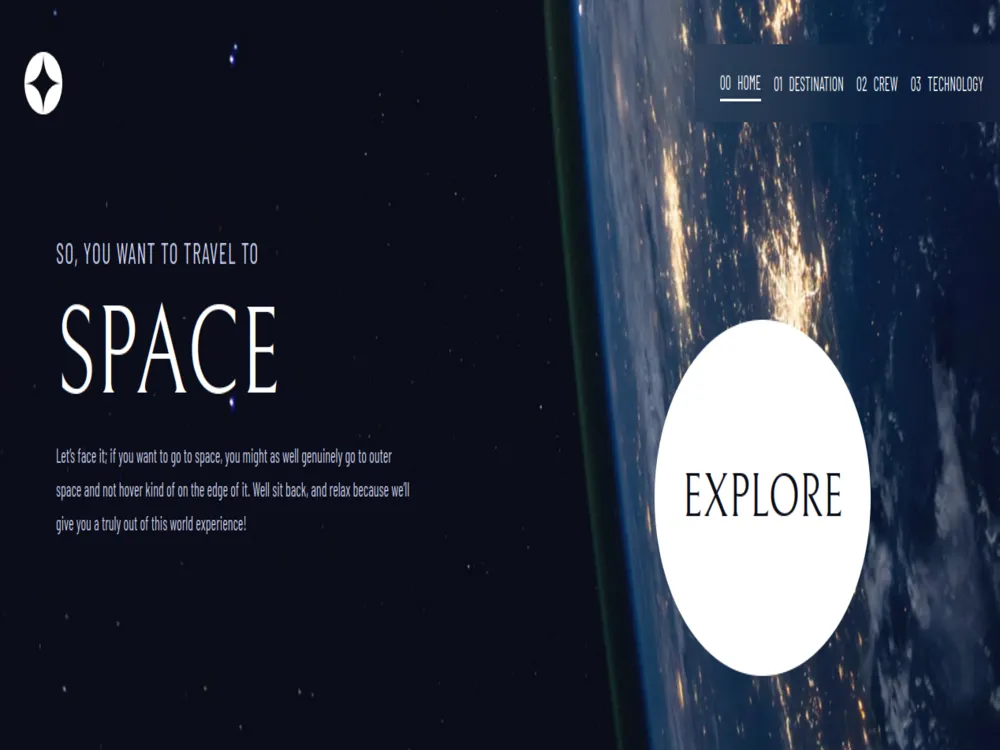 00 HOME 01 DESTINATION 02 CREW 03 TECHNOLOGY
SO, YOU WANT TO TRAVEL TO
SPACE
Let's face it; if you want to go to space, you might as well genuinely go to outer
space and not hover kind of on the edge of it. Well sit back, and relax because we'll
give you a truly out of this world experience!
EXPLORE